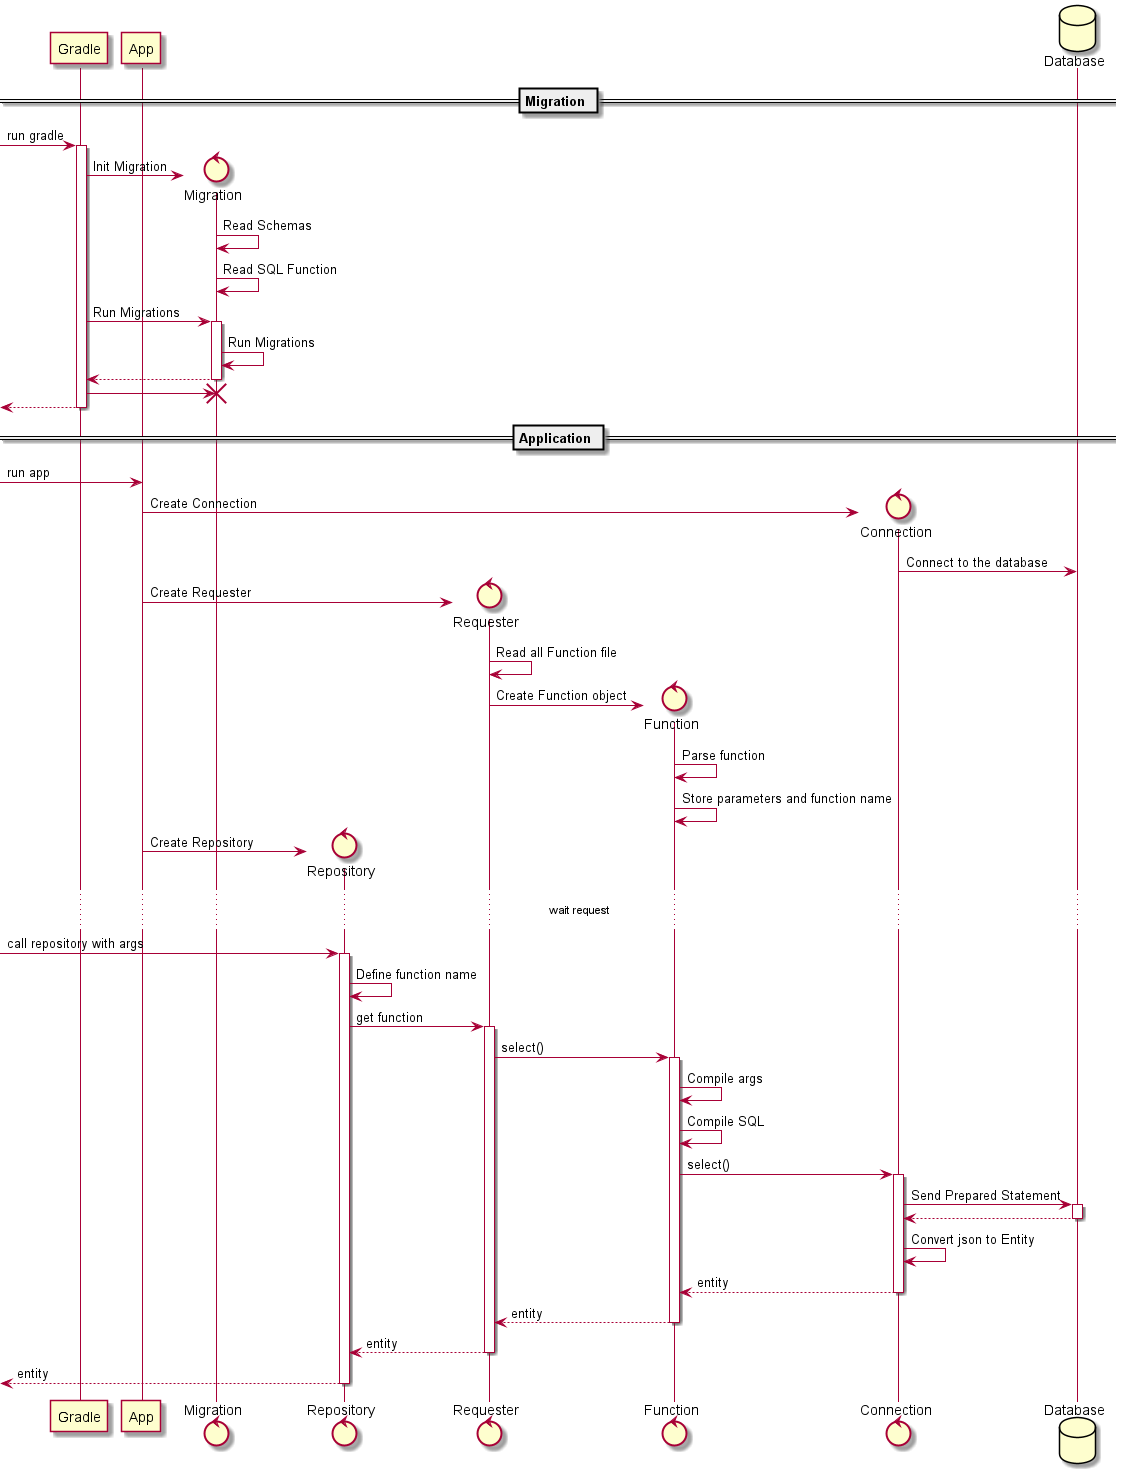 Gradle
App
Database
Migration
run gradle
Init Migration
Migration
Read Schemas
Read SQL Function
Run Migrations
Run Migrations
Application
run app
Create Connection
Connection
Connect to the database
Create Requester
Requester
Read all Function file
Create Function object
Function
Parse function
Store parameters and function name
Create Repository
Repository
wait request
call repository with args
Define function name
get function
select()
Compile args
Compile SQL
select()
Send Prepared Statement
Convert json to Entity
entity
entity
entity
entity
Gradle
App
Migration
Repository
Requester
Function
Connection
Database